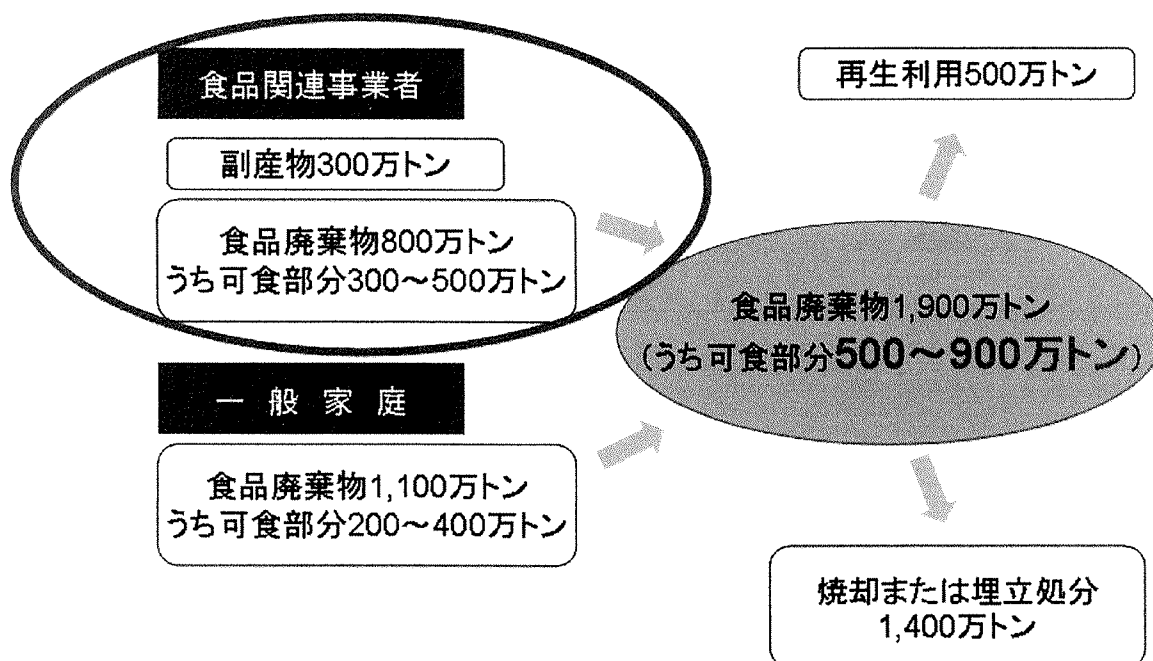 食品関連事業者
副産物300万トン
食品廃棄物800万トン
うち可食部分300～500万トン
一般家庭
食品廃棄物1,100万トン
うち可食部分200～400万トン
食品廃棄物1,900万トン
（うち可食部分500～900万トン）
再生利用500万トン
焼却または埋立処分
1,400万トン